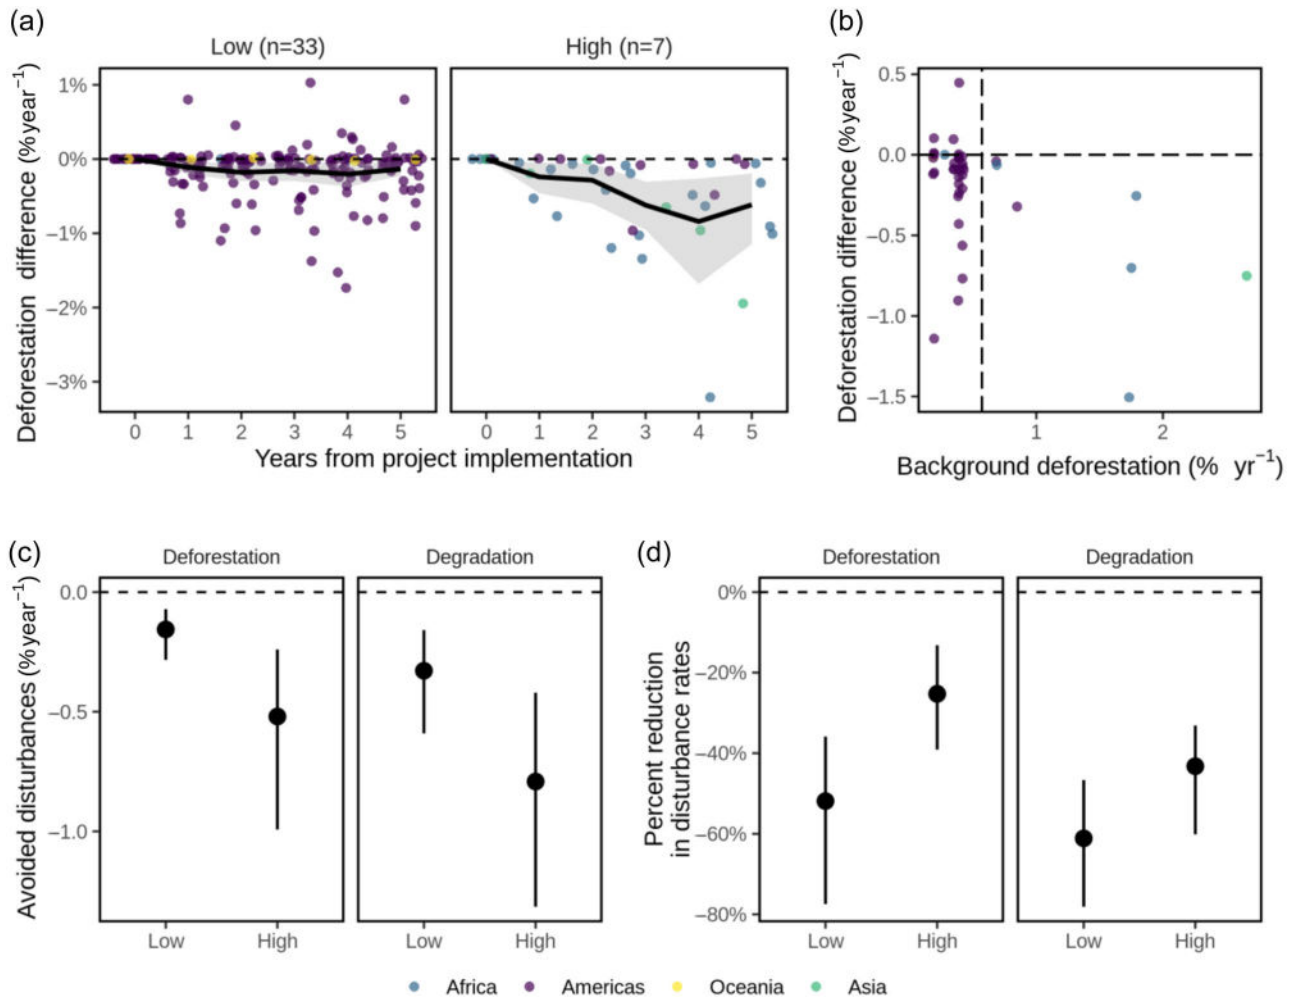 (a)
(b)
Low (n=33)
High (n=7)
Deforestation difference (%year⁻¹)
1%
0%
−1%
−2%
−3%
0 1 2 3 4 5
0 1 2 3 4 5
Years from project implementation
Deforestation difference (%year⁻¹)
0.5
0.0
−0.5
−1.0
−1.5
1 2
Background deforestation (% yr⁻¹)
(c)
Deforestation
Degradation
Avoided disturbances (%year⁻¹)
0.0
−0.5
−1.0
Low High
Low High
(d)
Deforestation
Degradation
Percent reduction
in disturbance rates
0%
−20%
−40%
−60%
−80%
Low High
Low High
Africa Americas Oceania Asia